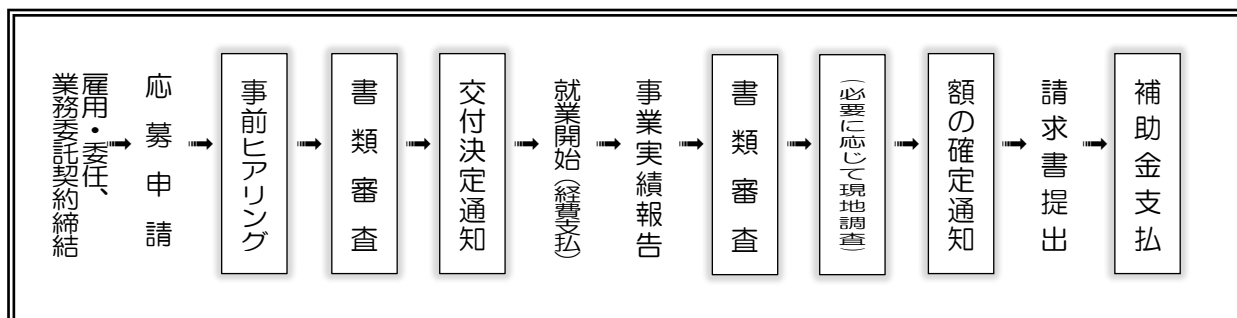 雇用・委任、
業務委託契約締結
応募申請
事前ヒアリング
書類審査
交付決定通知
就業開始（経費支払）
事業実績報告
書類審査
（必要に応じて現地調査）
額の確定通知
請求書提出
補助金支払